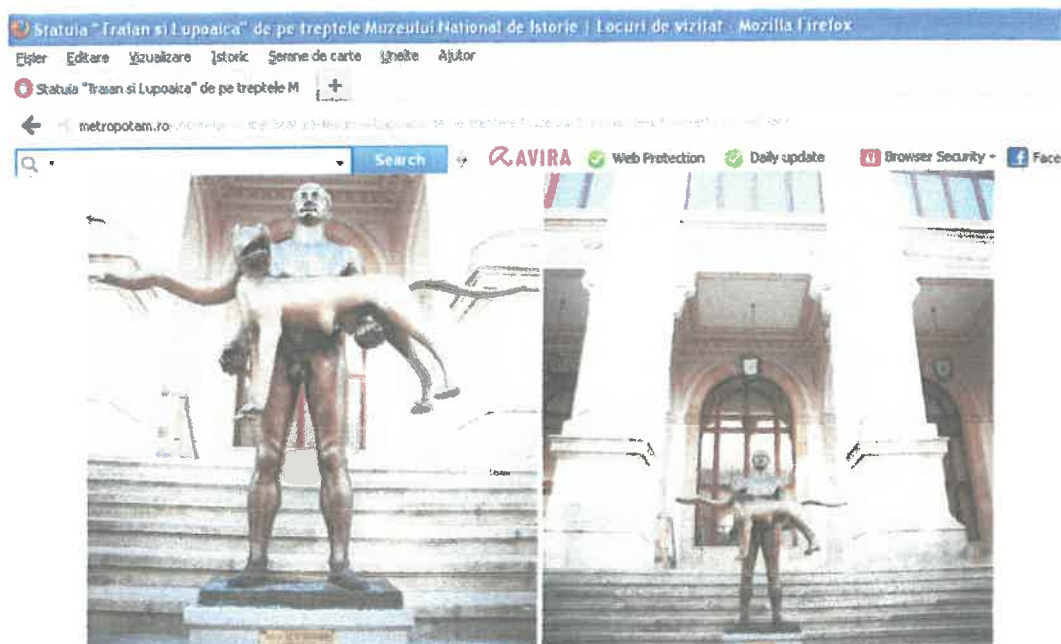 Statuia "Traian si Lupoaica" de pe treptele Muzeului National de Istorie | Locuri de vizitat - Mozilla Firefox
Fișier Editare Vizualizare Istoric Semne de carte Unelte Ajutor
Statuia "Traian si Lupoaica" de pe treptele M +
metropotam.ro
Search AVIRA Web Protection Daily update Browser Security Face